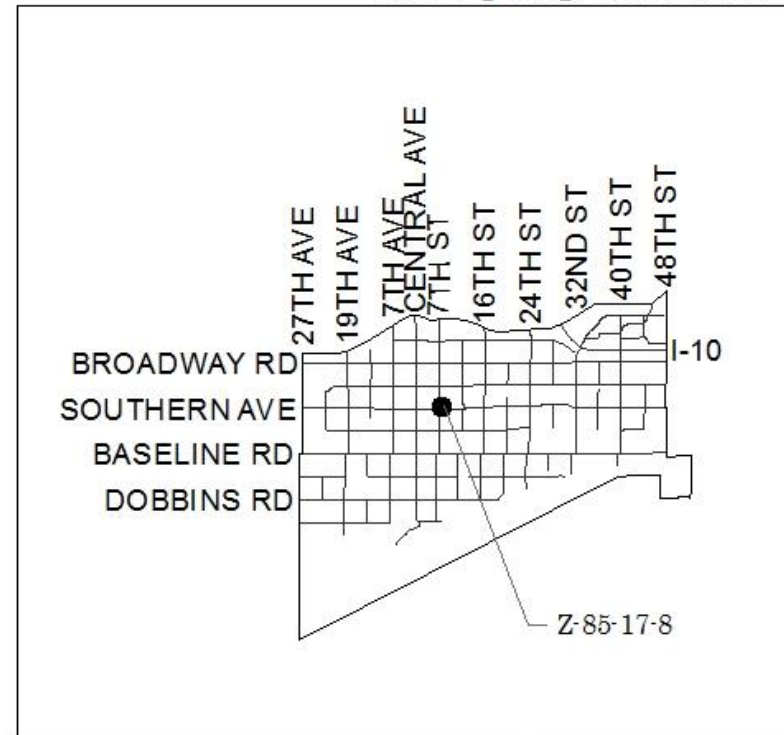 27TH AVE
19TH AVE
7TH AVE
CENTRAL AVE
7TH ST
16TH ST
24TH ST
32ND ST
40TH ST
48TH ST
I-10
BROADWAY RD
SOUTHERN AVE
BASELINE RD
DOBBINS RD
Z-85-17-8